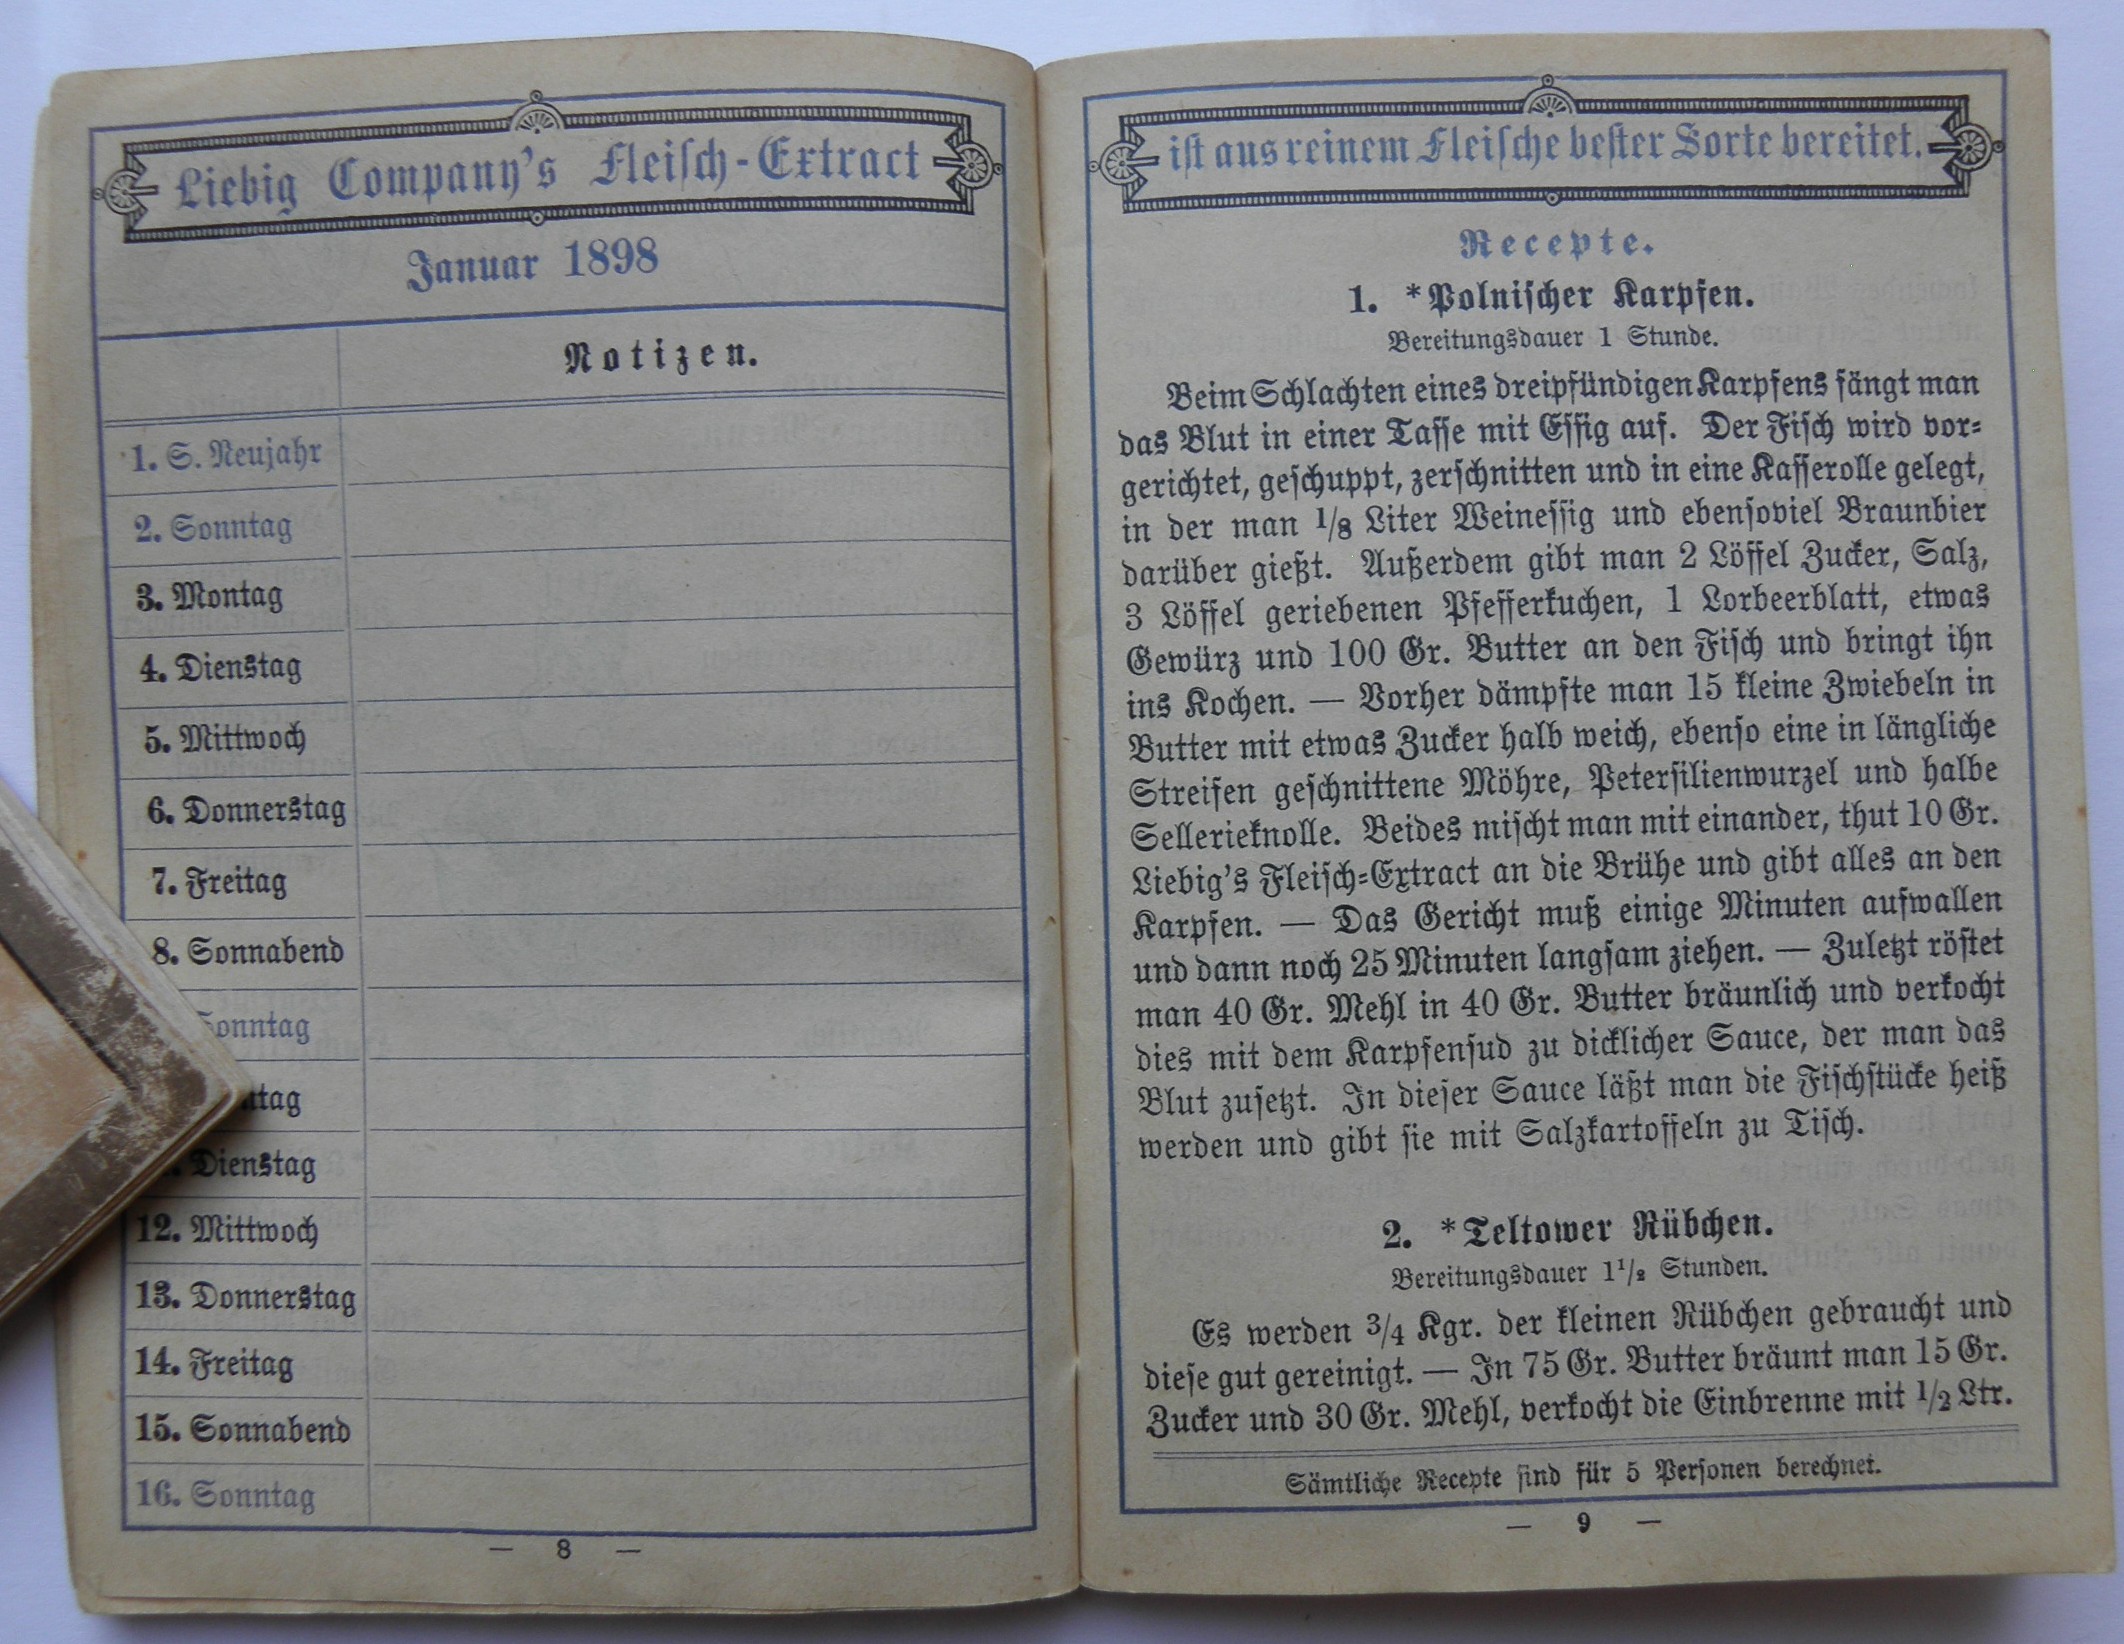 Liebig Company's Fleisch-Extract
Januar 1898
Notizen.
1. S. Neujahr
2. Sonntag
3. Montag
4. Dienstag
5. Mittwoch
6. Donnerstag
7. Freitag
8. Sonnabend
Sonntag
ntag
Dienstag
12. Mittwoch
13. Donnerstag
14. Freitag
15. Sonnabend
16. Sonntag
— 8 —
ist aus reinem Fleische bester Sorte bereitet.
Recepte.
1. *Polnischer Karpfen.
Bereitungsdauer 1 Stunde.
Beim Schlachten eines dreipfündigen Karpfens fängt man
das Blut in einer Tasse mit Essig auf. Der Fisch wird vor-
gerichtet, geschuppt, zerschnitten und in eine Kasserolle gelegt,
in der man 1/8 Liter Weinessig und ebensoviel Braunbier
darüber gießt. Außerdem gibt man 2 Löffel Zucker, Salz,
3 Löffel geriebenen Pfefferkuchen, 1 Lorbeerblatt, etwas
Gewürz und 100 Gr. Butter an den Fisch und bringt ihn
ins Kochen. — Vorher dämpfte man 15 kleine Zwiebeln in
Butter mit etwas Zucker halb weich, ebenso eine in längliche
Streifen geschnittene Möhre, Petersilienwurzel und halbe
Sellerieknolle. Beides mischt man mit einander, thut 10 Gr.
Liebig's Fleisch-Extract an die Brühe und gibt alles an den
Karpfen. — Das Gericht muß einige Minuten aufwallen
und dann noch 25 Minuten langsam ziehen. — Zuletzt röstet
man 40 Gr. Mehl in 40 Gr. Butter bräunlich und verkocht
dies mit dem Karpfensud zu dicklicher Sauce, der man das
Blut zusetzt. In dieser Sauce läßt man die Fischstücke heiß
werden und gibt sie mit Salzkartoffeln zu Tisch.
2. *Teltower Rübchen.
Bereitungsdauer 1 1/2 Stunden.
Es werden 3/4 Kgr. der kleinen Rübchen gebraucht und
diese gut gereinigt. — In 75 Gr. Butter bräunt man 15 Gr.
Zucker und 30 Gr. Mehl, verkocht die Einbrenne mit 1/2 Ltr.
Sämtliche Recepte sind für 5 Personen berechnet.
— 9 —